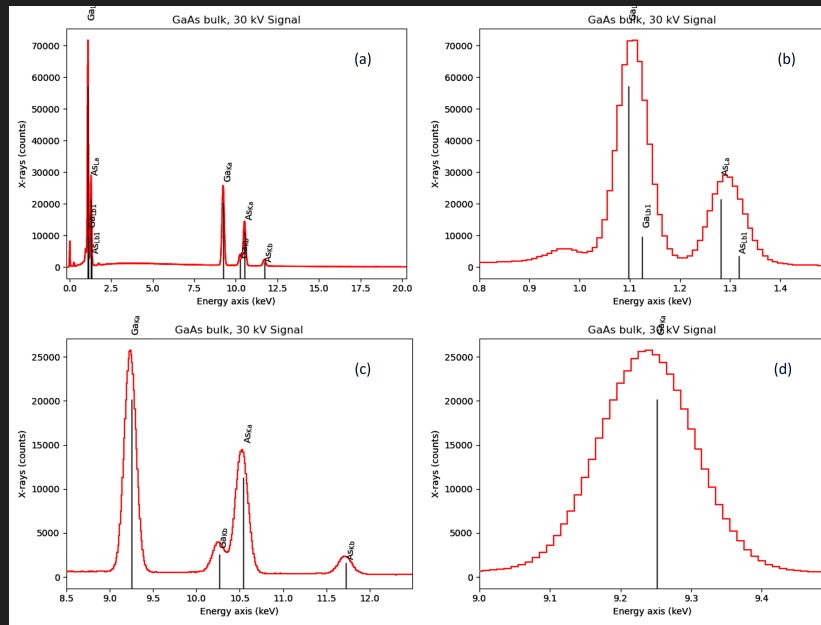 GaAs bulk, 30 kV Signal
(a)
X-rays (counts)
70000
60000
50000
40000
30000
20000
10000
0
Ga
AsLa
GaLb1
AsLb1
GaKa
AsKa
GaKb
AsKb
0.0 2.5 5.0 7.5 10.0 12.5 15.0 17.5 20.0
Energy axis (keV)
GaAs bulk, 30 kV Signal
(b)
X-rays (counts)
70000
60000
50000
40000
30000
20000
10000
0
GaLa
GaLb1
AsLa
AsLb1
0.8 0.9 1.0 1.1 1.2 1.3 1.4
Energy axis (keV)
GaAs bulk, 30 kV Signal
(c)
X-rays (counts)
25000
20000
15000
10000
5000
0
GaKa
GaKb
AsKa
AsKb
8.5 9.0 9.5 10.0 10.5 11.0 11.5 12.0
Energy axis (keV)
GaAs bulk, 30 kV Signal
(d)
X-rays (counts)
25000
20000
15000
10000
5000
0
GaKa
9.0 9.1 9.2 9.3 9.4
Energy axis (keV)